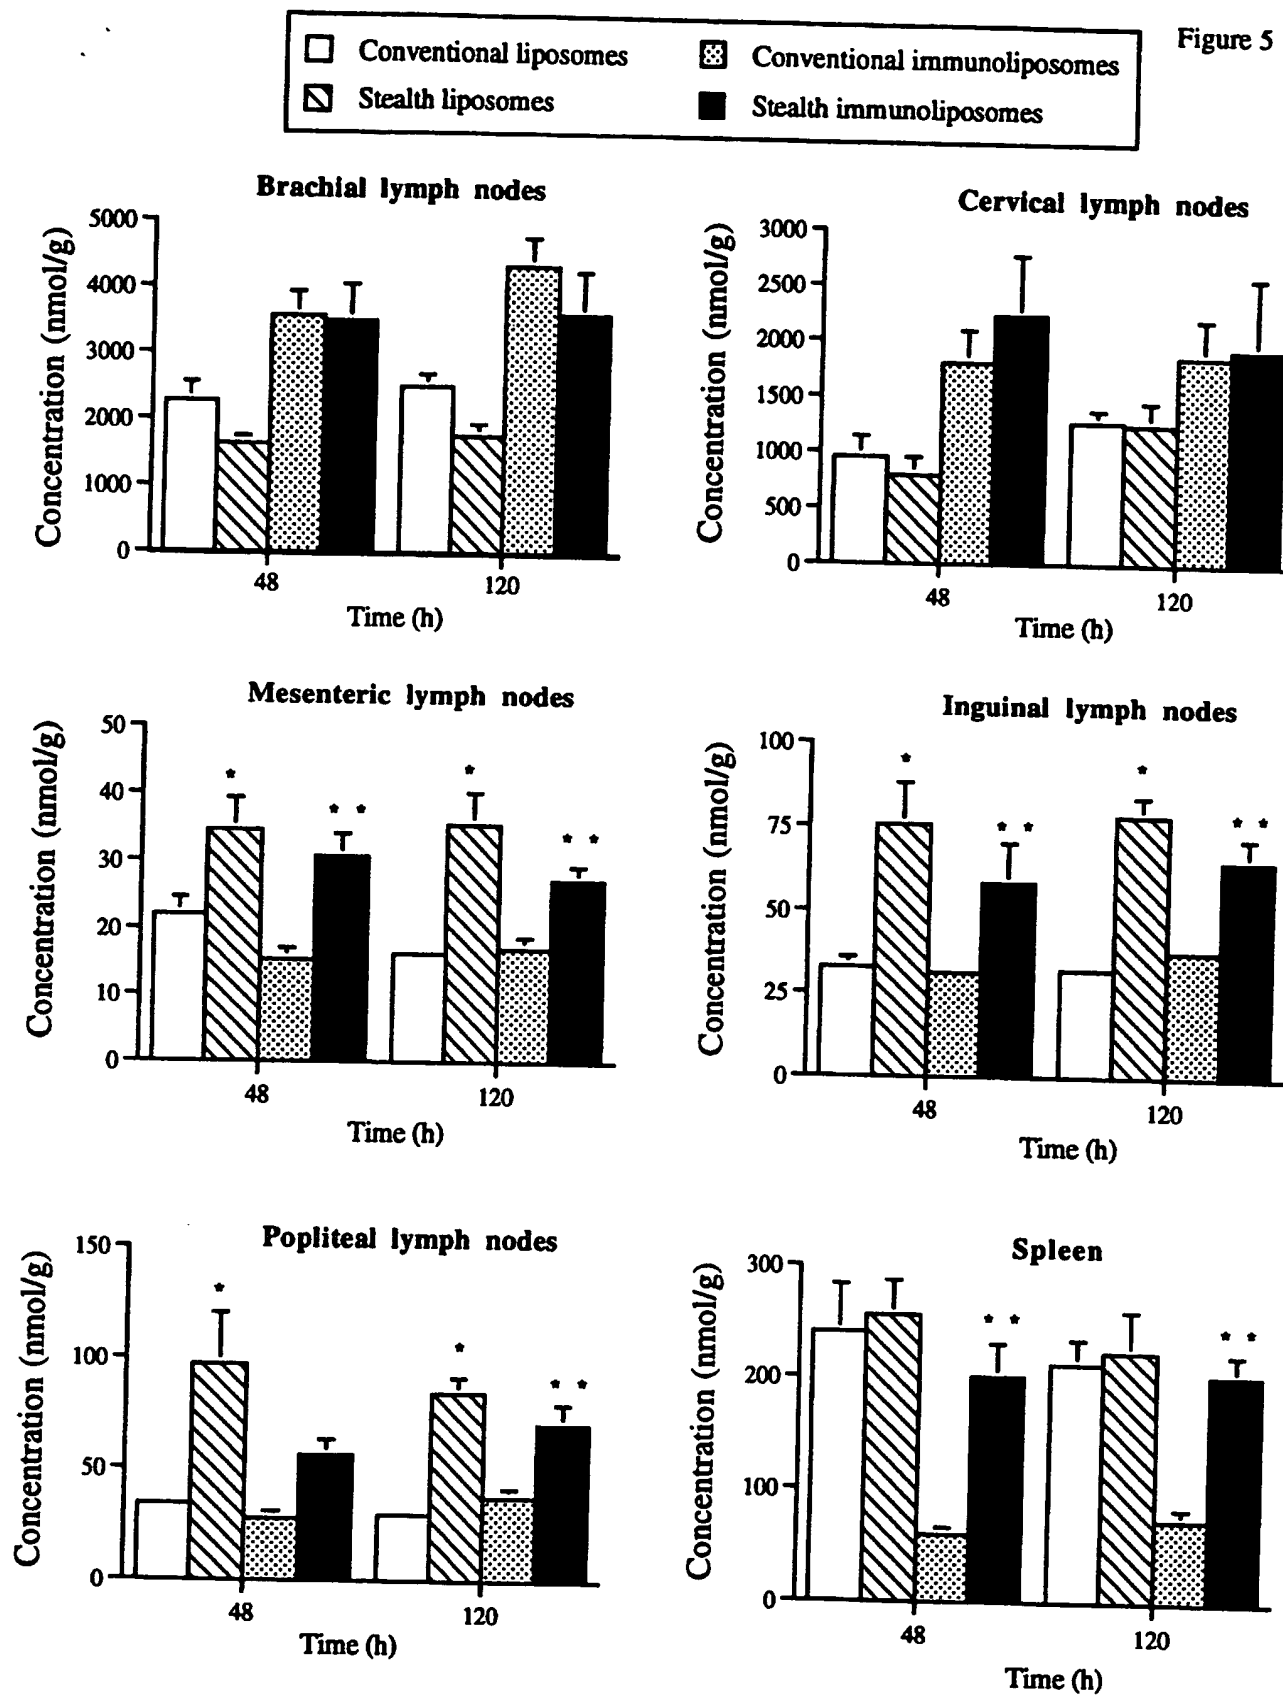 Figure 5
Conventional liposomes
Conventional immunoliposomes
Stealth liposomes
Stealth immunoliposomes
Brachial lymph nodes
Concentration (nmol/g)
5000
4000
3000
2000
1000
0
48
120
Time (h)
Cervical lymph nodes
Concentration (nmol/g)
3000
2500
2000
1500
1000
500
0
48
120
Time (h)
Mesenteric lymph nodes
Concentration (nmol/g)
50
40
30
20
10
0
*
* *
*
* *
48
120
Time (h)
Inguinal lymph nodes
Concentration (nmol/g)
100
75
50
25
0
*
* *
*
* *
48
120
Time (h)
Popliteal lymph nodes
Concentration (nmol/g)
150
100
50
0
*
*
* *
48
120
Time (h)
Spleen
Concentration (nmol/g)
300
200
100
0
* *
* *
48
120
Time (h)